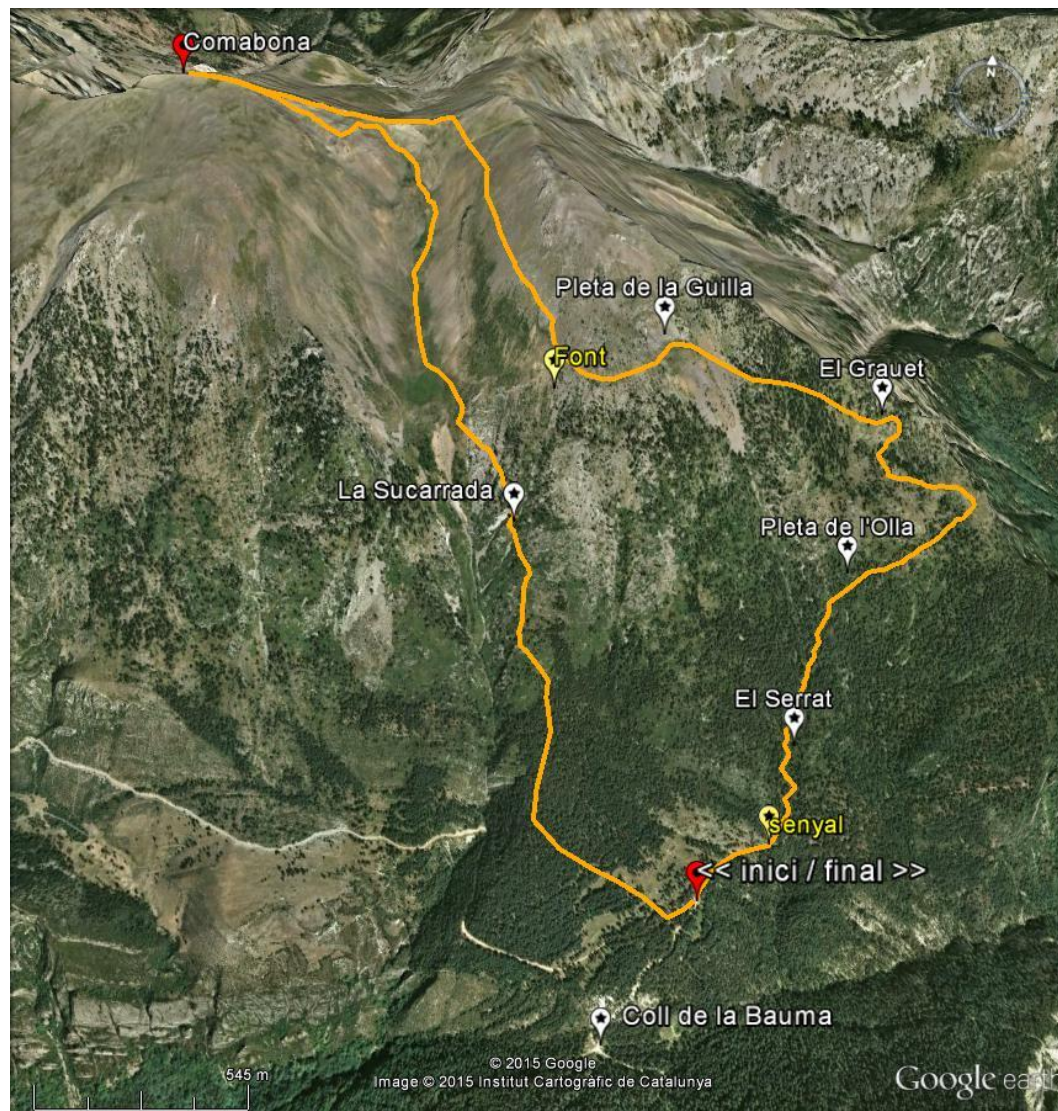 Comabona
N
Pleta de la Guilla
Font
El Grauet
La Sucarrada
Pleta de l'Olla
El Serrat
senyal
<< inici / final >>
Coll de la Bauma
545 m
© 2015 Google
Image © 2015 Institut Cartogràfic de Catalunya
Google earth